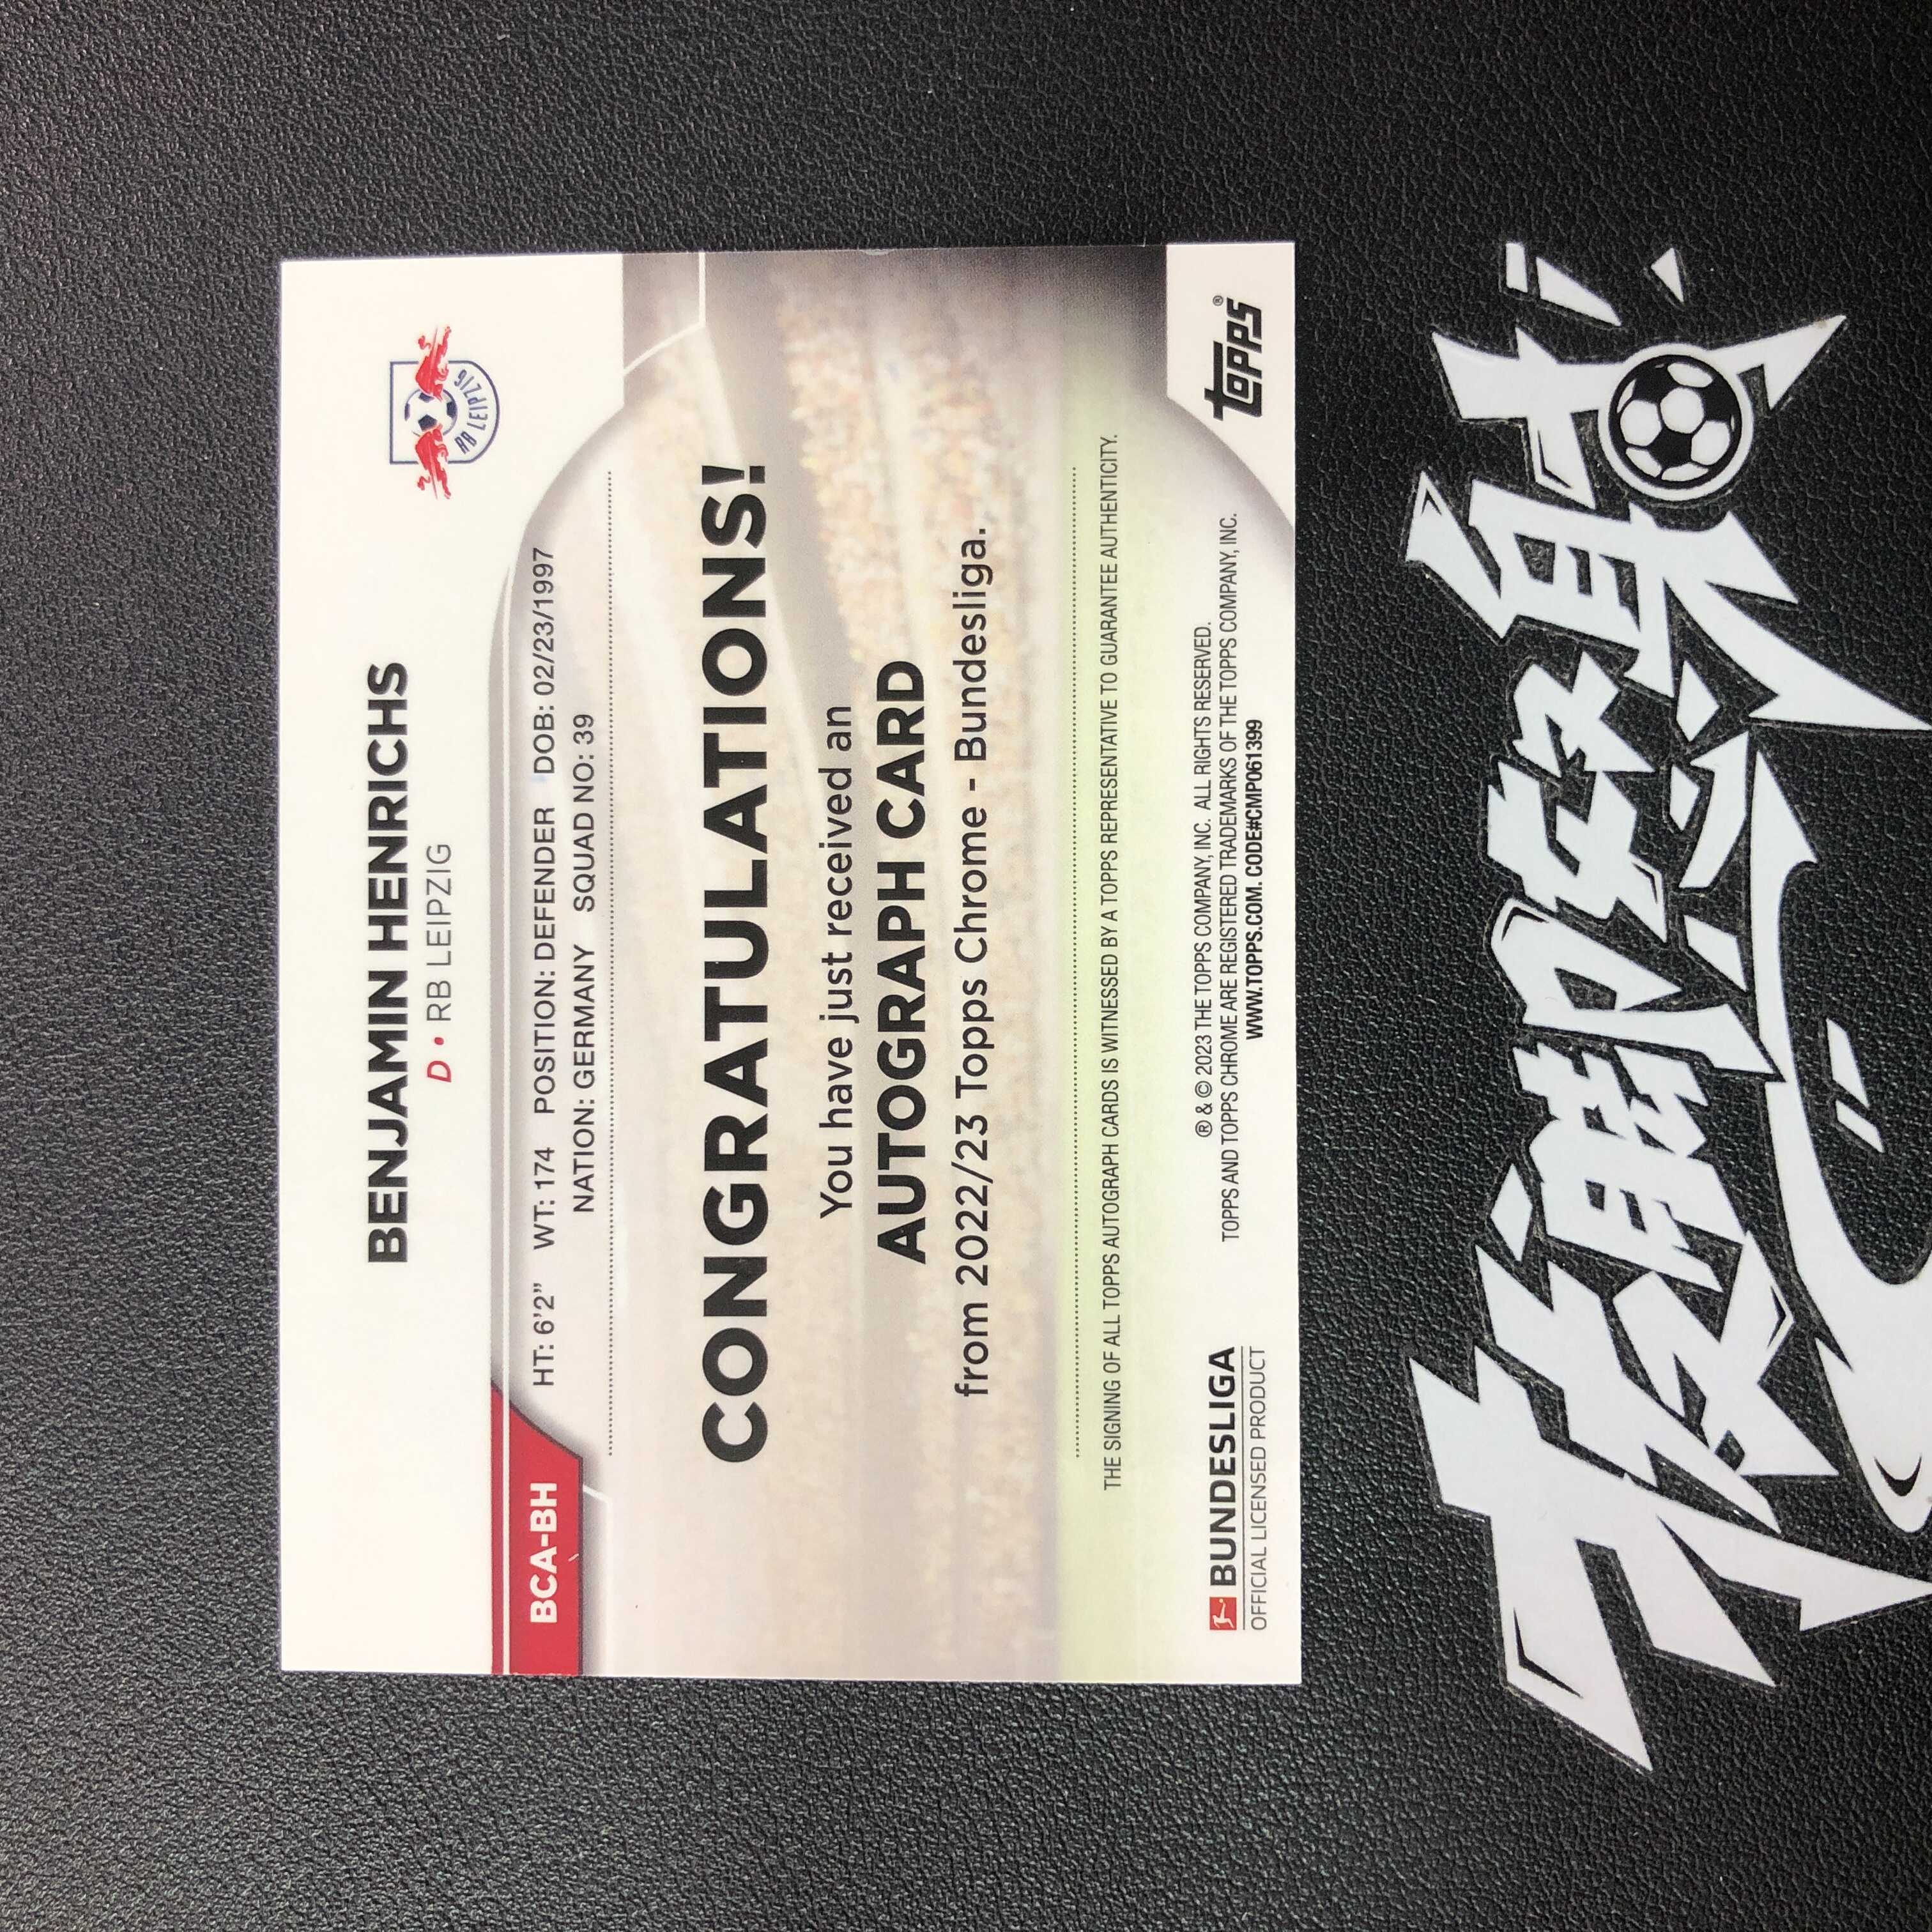 BENJAMIN HENRICHS
D • RB LEIPZIG
RB LEIPZIG
BCA-BH
HT: 6'2” WT: 174 POSITION: DEFENDER DOB: 02/23/1997
NATION: GERMANY SQUAD NO: 39
CONGRATULATIONS!
You have just received an
AUTOGRAPH CARD
from 2022/23 Topps Chrome - Bundesliga.
THE SIGNING OF ALL TOPPS AUTOGRAPH CARDS IS WITNESSED BY A TOPPS REPRESENTATIVE TO GUARANTEE AUTHENTICITY.
BUNDESLIGA
OFFICIAL LICENSED PRODUCT
® & © 2023 THE TOPPS COMPANY, INC. ALL RIGHTS RESERVED.
TOPPS AND TOPPS CHROME ARE REGISTERED TRADEMARKS OF THE TOPPS COMPANY, INC.
WWW.TOPPS.COM. CODE#CMP061399
topps®